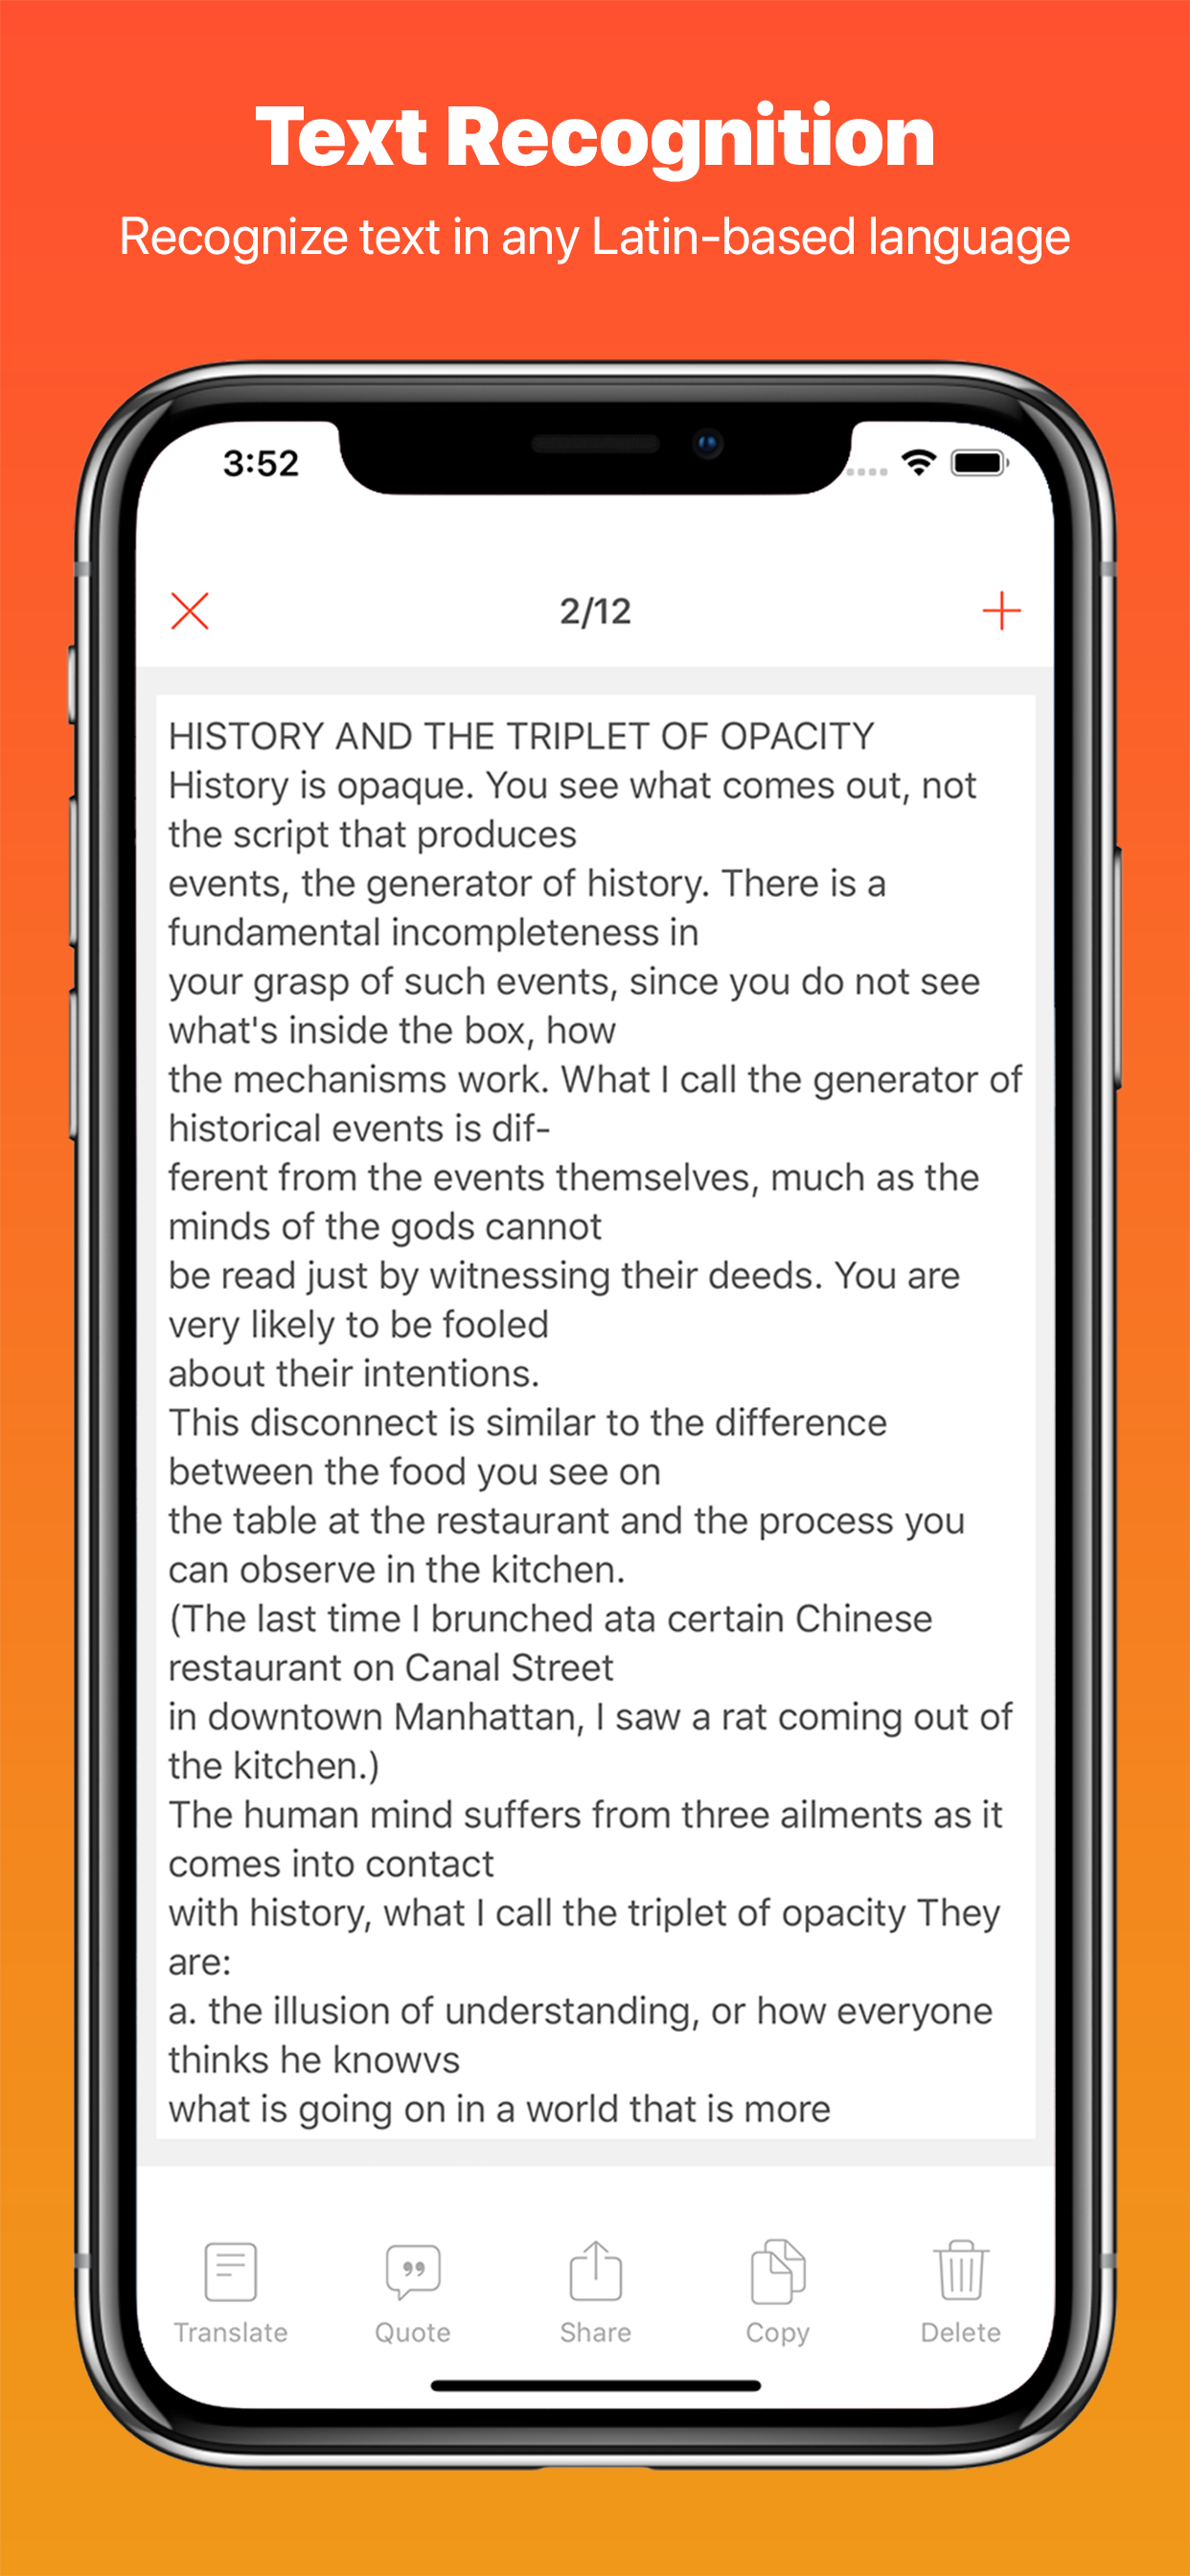 Text Recognition
Recognize text in any Latin-based language
3:52
2/12
HISTORY AND THE TRIPLET OF OPACITY
History is opaque. You see what comes out, not
the script that produces
events, the generator of history. There is a
fundamental incompleteness in
your grasp of such events, since you do not see
what's inside the box, how
the mechanisms work. What I call the generator of
historical events is dif-
ferent from the events themselves, much as the
minds of the gods cannot
be read just by witnessing their deeds. You are
very likely to be fooled
about their intentions.
This disconnect is similar to the difference
between the food you see on
the table at the restaurant and the process you
can observe in the kitchen.
(The last time I brunched ata certain Chinese
restaurant on Canal Street
in downtown Manhattan, I saw a rat coming out of
the kitchen.)
The human mind suffers from three ailments as it
comes into contact
with history, what I call the triplet of opacity They
are:
a. the illusion of understanding, or how everyone
thinks he knowvs
what is going on in a world that is more
Translate Quote Share Copy Delete